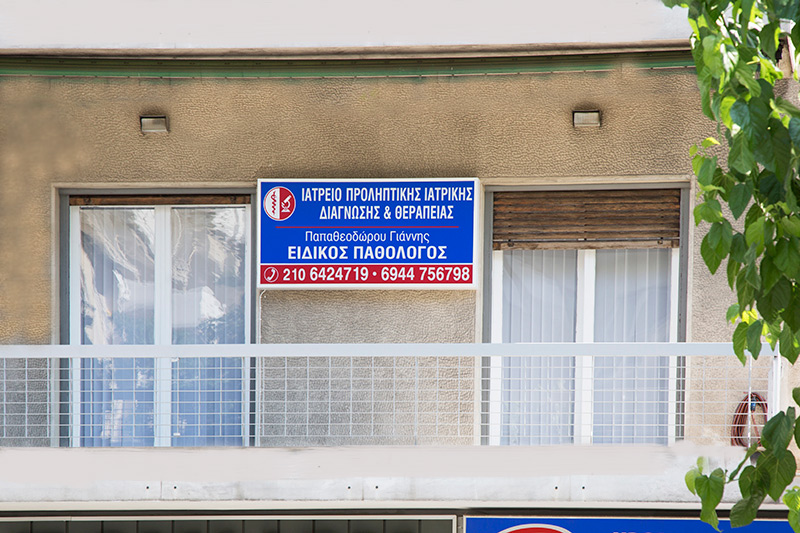 ΙΑΤΡΕΙΟ ΠΡΟΛΗΠΤΙΚΗΣ ΙΑΤΡΙΚΗΣ
ΔΙΑΓΝΩΣΗΣ & ΘΕΡΑΠΕΙΑΣ
Παπαθεοδώρου Γιάννης
ΕΙΔΙΚΟΣ ΠΑΘΟΛΟΓΟΣ
210 6424719 • 6944 756798